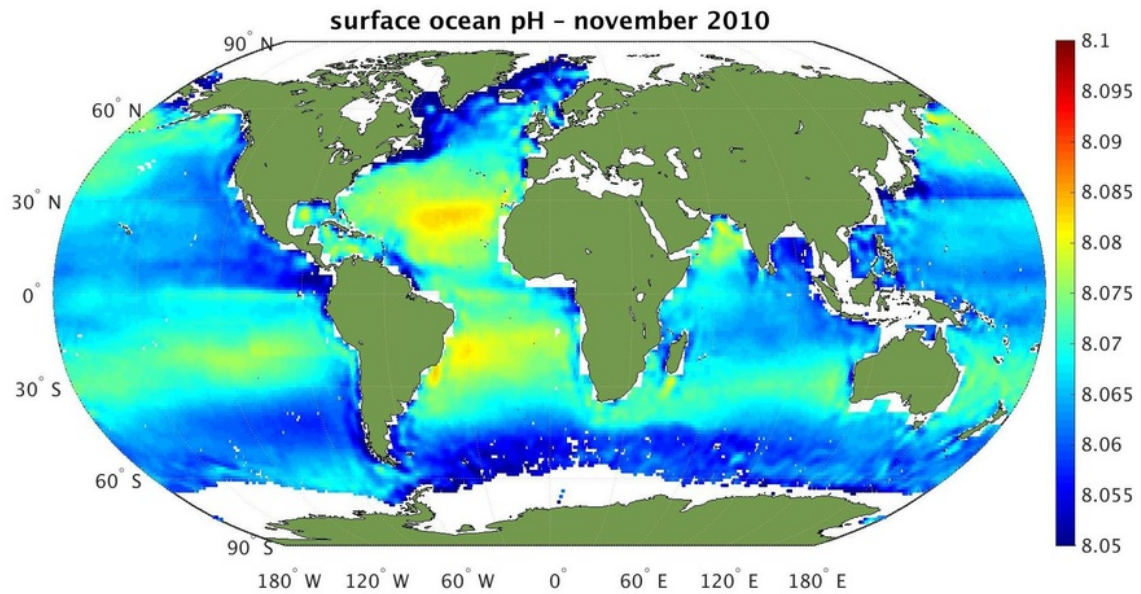 surface ocean pH – november 2010
90° N
60° N
30° N
0°
30° S
60° S
90° S
180° W 120° W 60° W 0° 60° E 120° E 180° E
8.1
8.095
8.09
8.085
8.08
8.075
8.07
8.065
8.06
8.055
8.05